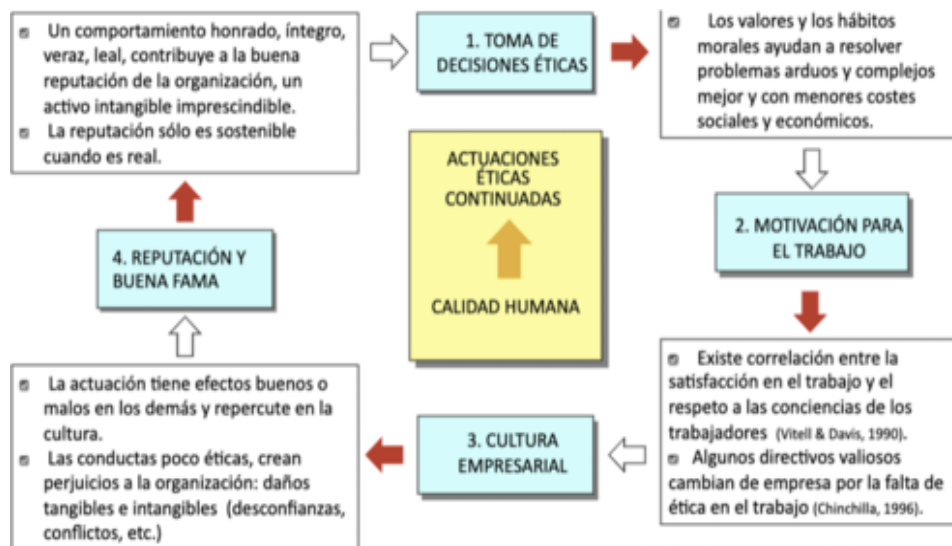 Un comportamiento honrado, íntegro,
veraz, leal, contribuye a la buena
reputación de la organización, un
activo intangible imprescindible.
La reputación sólo es sostenible
cuando es real.
1. TOMA DE
DECISIONES ÉTICAS
Los valores y los hábitos
morales ayudan a resolver
problemas arduos y complejos
mejor y con menores costes
sociales y económicos.
ACTUACIONES
ÉTICAS
CONTINUADAS
CALIDAD HUMANA
2. MOTIVACIÓN PARA
EL TRABAJO
Existe correlación entre la
satisfacción en el trabajo y el
respeto a las conciencias de los
trabajadores (Vitell & Davis, 1990).
Algunos directivos valiosos
cambian de empresa por la falta de
ética en el trabajo (Chinchilla, 1996).
3. CULTURA
EMPRESARIAL
La actuación tiene efectos buenos o
malos en los demás y repercute en la
cultura.
Las conductas poco éticas, crean
perjuicios a la organización: daños
tangibles e intangibles (desconfianzas,
conflictos, etc.)
4. REPUTACIÓN Y
BUENA FAMA